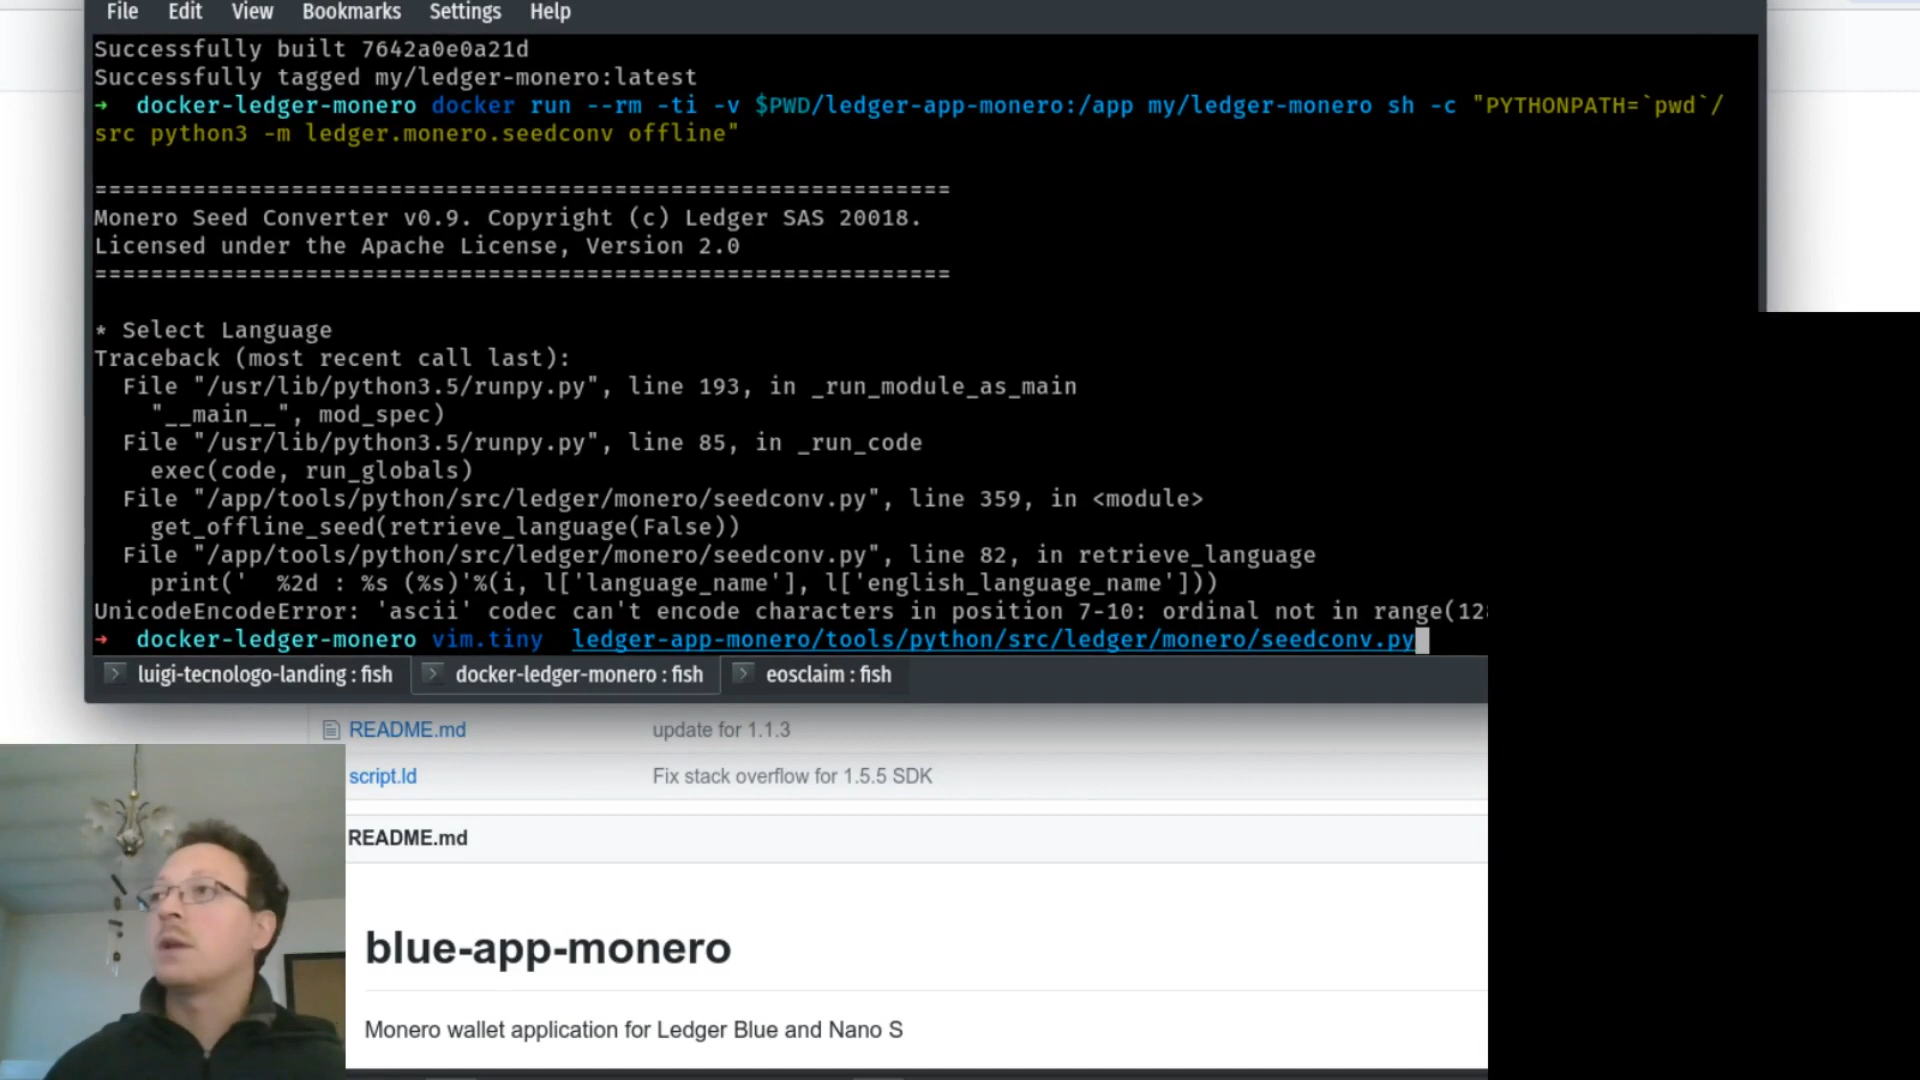 File Edit View Bookmarks Settings Help
Successfully built 7642a0e0a21d
Successfully tagged my/ledger-monero:latest
➜ docker-ledger-monero docker run --rm -ti -v $PWD/ledger-app-monero:/app my/ledger-monero sh -c "PYTHONPATH=`pwd`/
src python3 -m ledger.monero.seedconv offline"
=============================================================
Monero Seed Converter v0.9. Copyright (c) Ledger SAS 20018.
Licensed under the Apache License, Version 2.0
=============================================================
* Select Language
Traceback (most recent call last):
File "/usr/lib/python3.5/runpy.py", line 193, in _run_module_as_main
"__main__", mod_spec)
File "/usr/lib/python3.5/runpy.py", line 85, in _run_code
exec(code, run_globals)
File "/app/tools/python/src/ledger/monero/seedconv.py", line 359, in <module>
get_offline_seed(retrieve_language(False))
File "/app/tools/python/src/ledger/monero/seedconv.py", line 82, in retrieve_language
print('  %2d : %s (%s)'%(i, l['language_name'], l['english_language_name']))
UnicodeEncodeError: 'ascii' codec can't encode characters in position 7-10: ordinal not in range(128
➜ docker-ledger-monero vim.tiny ledger-app-monero/tools/python/src/ledger/monero/seedconv.py
luigi-tecnologo-landing : fish docker-ledger-monero : fish eosclaim : fish
README.md update for 1.1.3
script.ld Fix stack overflow for 1.5.5 SDK
README.md
blue-app-monero
Monero wallet application for Ledger Blue and Nano S